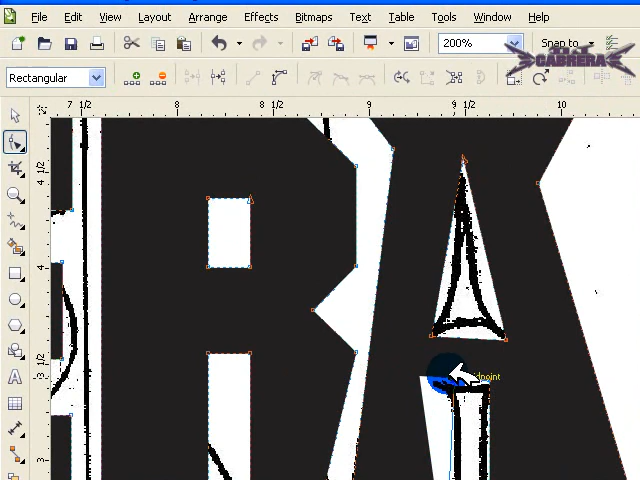 File Edit View Layout Arrange Effects Bitmaps Text Table Tools Window Help
200% Snap to
CABRERA
Rectangular
7 1/2 8 8 1/2 9 9 1/2 10
4 1/2
4
3 1/2
3
BA